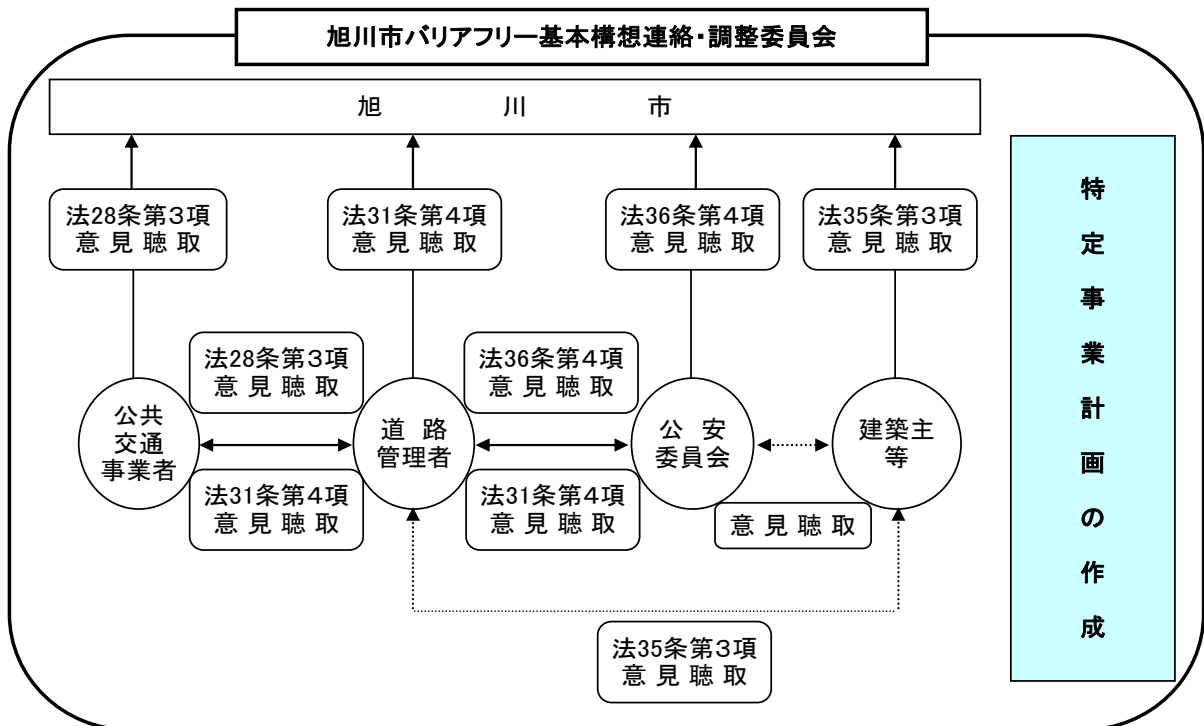 旭川市バリアフリー基本構想連絡・調整委員会
旭川市
法28条第3項
意見聴取
法31条第4項
意見聴取
法36条第4項
意見聴取
法35条第3項
意見聴取
法28条第3項
意見聴取
法36条第4項
意見聴取
公共
交通
事業者
道路
管理者
公安
委員会
建築主
等
法31条第4項
意見聴取
法31条第4項
意見聴取
意見聴取
法35条第3項
意見聴取
特定事業計画の作成